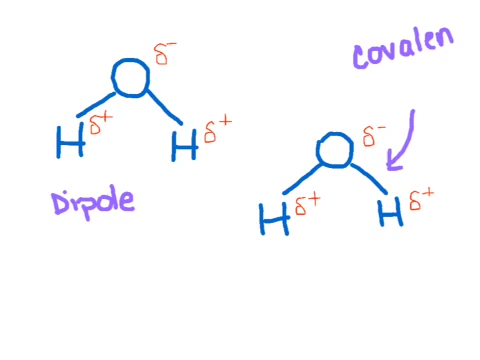 δ-
O
H δ+ H δ+
Dipole
covalen
δ-
O
H δ+ H δ+